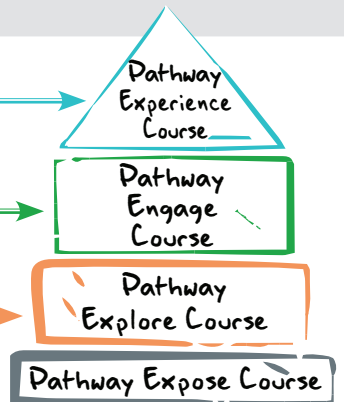 Pathway
Experience
Course
Pathway
Engage
Course
Pathway
Explore Course
Pathway Expose Course